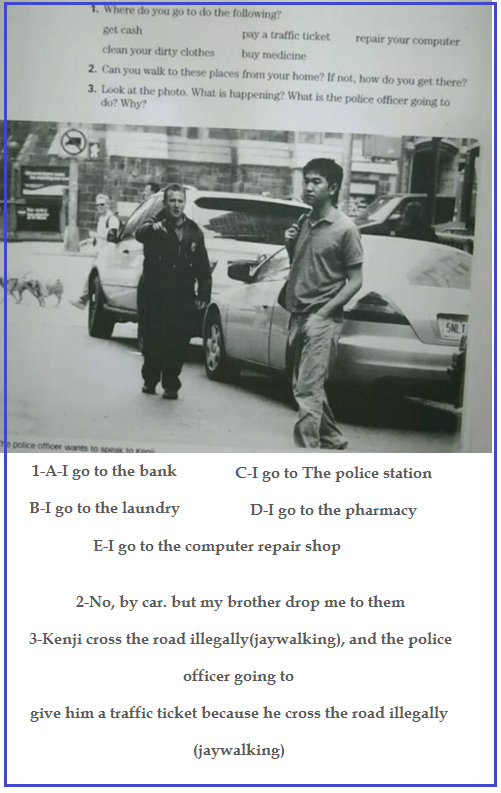 1. Where do you go to do the following?
get cash pay a traffic ticket repair your computer
clean your dirty clothes buy medicine
2. Can you walk to these places from your home? If not, how do you get there?
3. Look at the photo. What is happening? What is the police officer going to
do? Why?
5NLT
police officer wants to speak to Kenji
1-A-I go to the bank C-I go to The police station
B-I go to the laundry D-I go to the pharmacy
E-I go to the computer repair shop
2-No, by car. but my brother drop me to them
3-Kenji cross the road illegally(jaywalking), and the police
officer going to
give him a traffic ticket because he cross the road illegally
(jaywalking)